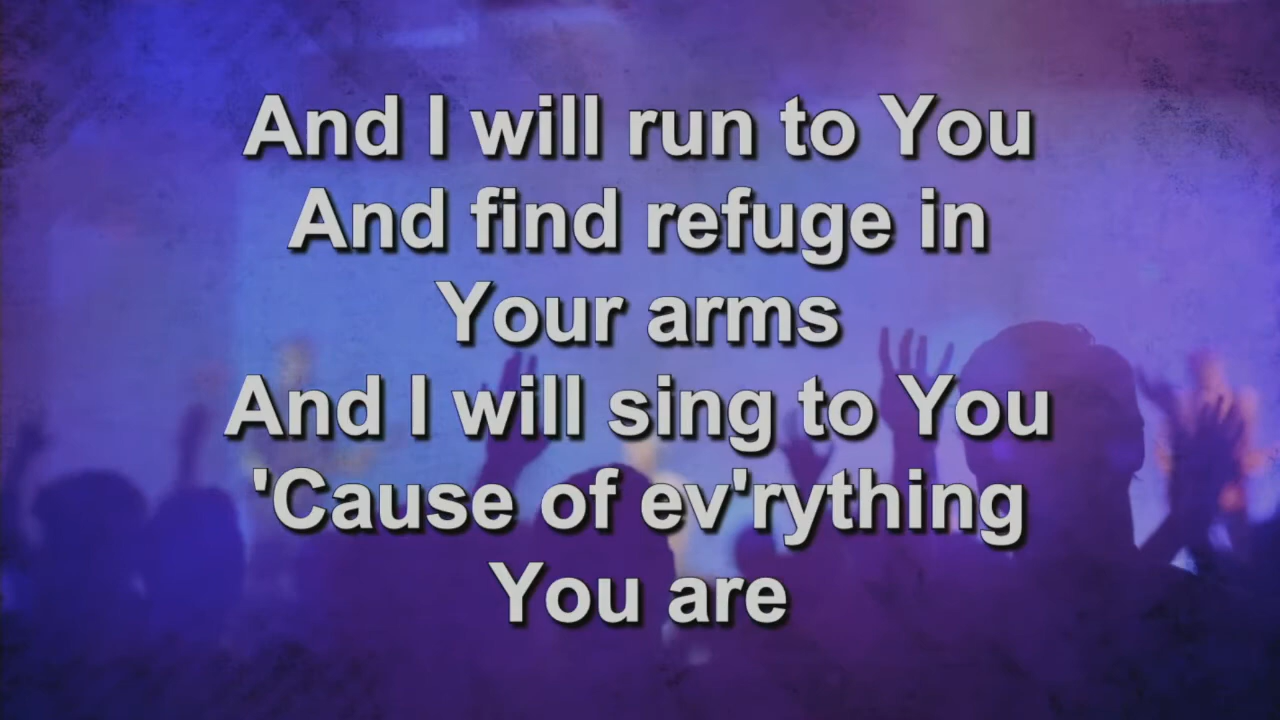 And I will run to You
And find refuge in
Your arms
And I will sing to You
'Cause of ev'rything
You are